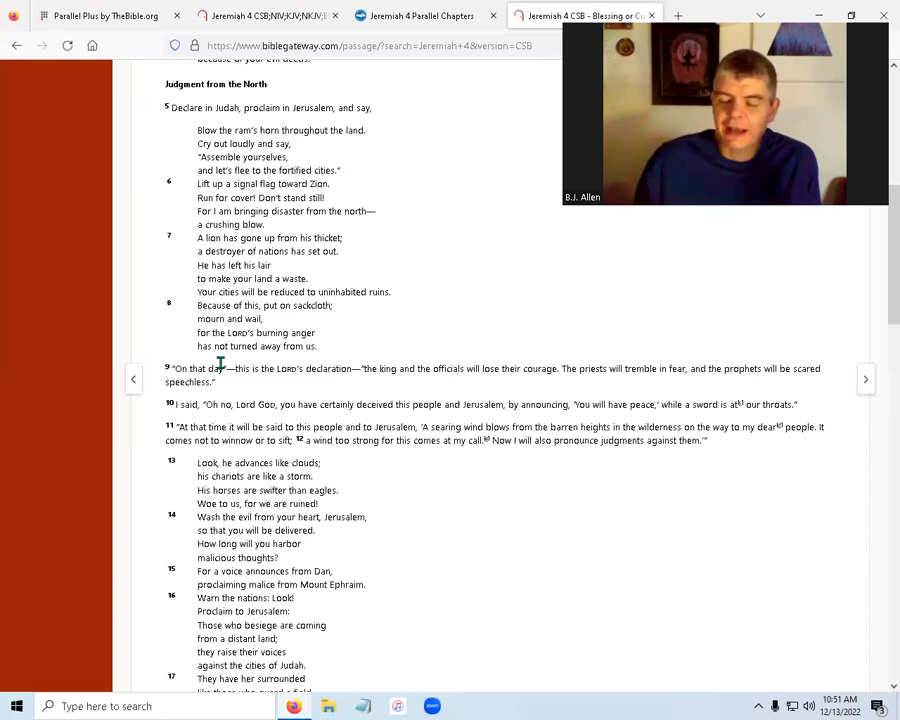 Parallel Plus by TheBible.org
Jeremiah 4 CSB;NIV;KJV;NKJV;E
Jeremiah 4 Parallel Chapters
Jeremiah 4 CSB - Blessing or Cu
https://www.biblegateway.com/passage/?search=Jeremiah+4&version=CSB
because of your evil deeds.
Judgment from the North
5 Declare in Judah, proclaim in Jerusalem, and say,
Blow the ram's horn throughout the land.
Cry out loudly and say,
"Assemble yourselves,
and let's flee to the fortified cities."
6 Lift up a signal flag toward Zion.
Run for cover! Don't stand still!
For I am bringing disaster from the north—
a crushing blow.
7 A lion has gone up from his thicket;
a destroyer of nations has set out.
He has left his lair
to make your land a waste.
Your cities will be reduced to uninhabited ruins.
8 Because of this, put on sackcloth;
mourn and wail,
for the LORD's burning anger
has not turned away from us.
9 "On that day"—this is the LORD's declaration—"the king and the officials will lose their courage. The priests will tremble in fear, and the prophets will be scared
speechless."
10 I said, "Oh no, Lord GOD, you have certainly deceived this people and Jerusalem, by announcing, 'You will have peace,' while a sword is at our throats."
11 "At that time it will be said to this people and to Jerusalem, 'A searing wind blows from the barren heights in the wilderness on the way to my dear people. It
comes not to winnow or to sift; 12 a wind too strong for this comes at my call. Now I will also pronounce judgments against them.'"
13 Look, he advances like clouds;
his chariots are like a storm.
His horses are swifter than eagles.
Woe to us, for we are ruined!
14 Wash the evil from your heart, Jerusalem,
so that you will be delivered.
How long will you harbor
malicious thoughts?
15 For a voice announces from Dan,
proclaiming malice from Mount Ephraim.
16 Warn the nations: Look!
Proclaim to Jerusalem:
Those who besiege are coming
from a distant land;
they raise their voices
against the cities of Judah.
17 They have her surrounded
like those who guard a field,
B.J. Allen
Type here to search
10:51 AM
12/13/2022
3